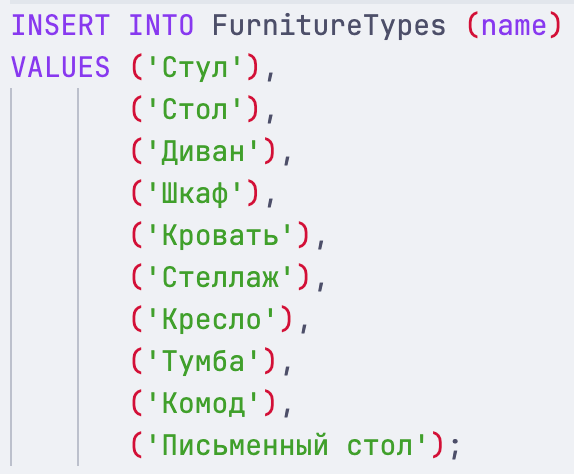 INSERT INTO FurnitureTypes (name)
VALUES ('Стул'),
('Стол'),
('Диван'),
('Шкаф'),
('Кровать'),
('Стеллаж'),
('Кресло'),
('Тумба'),
('Комод'),
('Письменный стол');